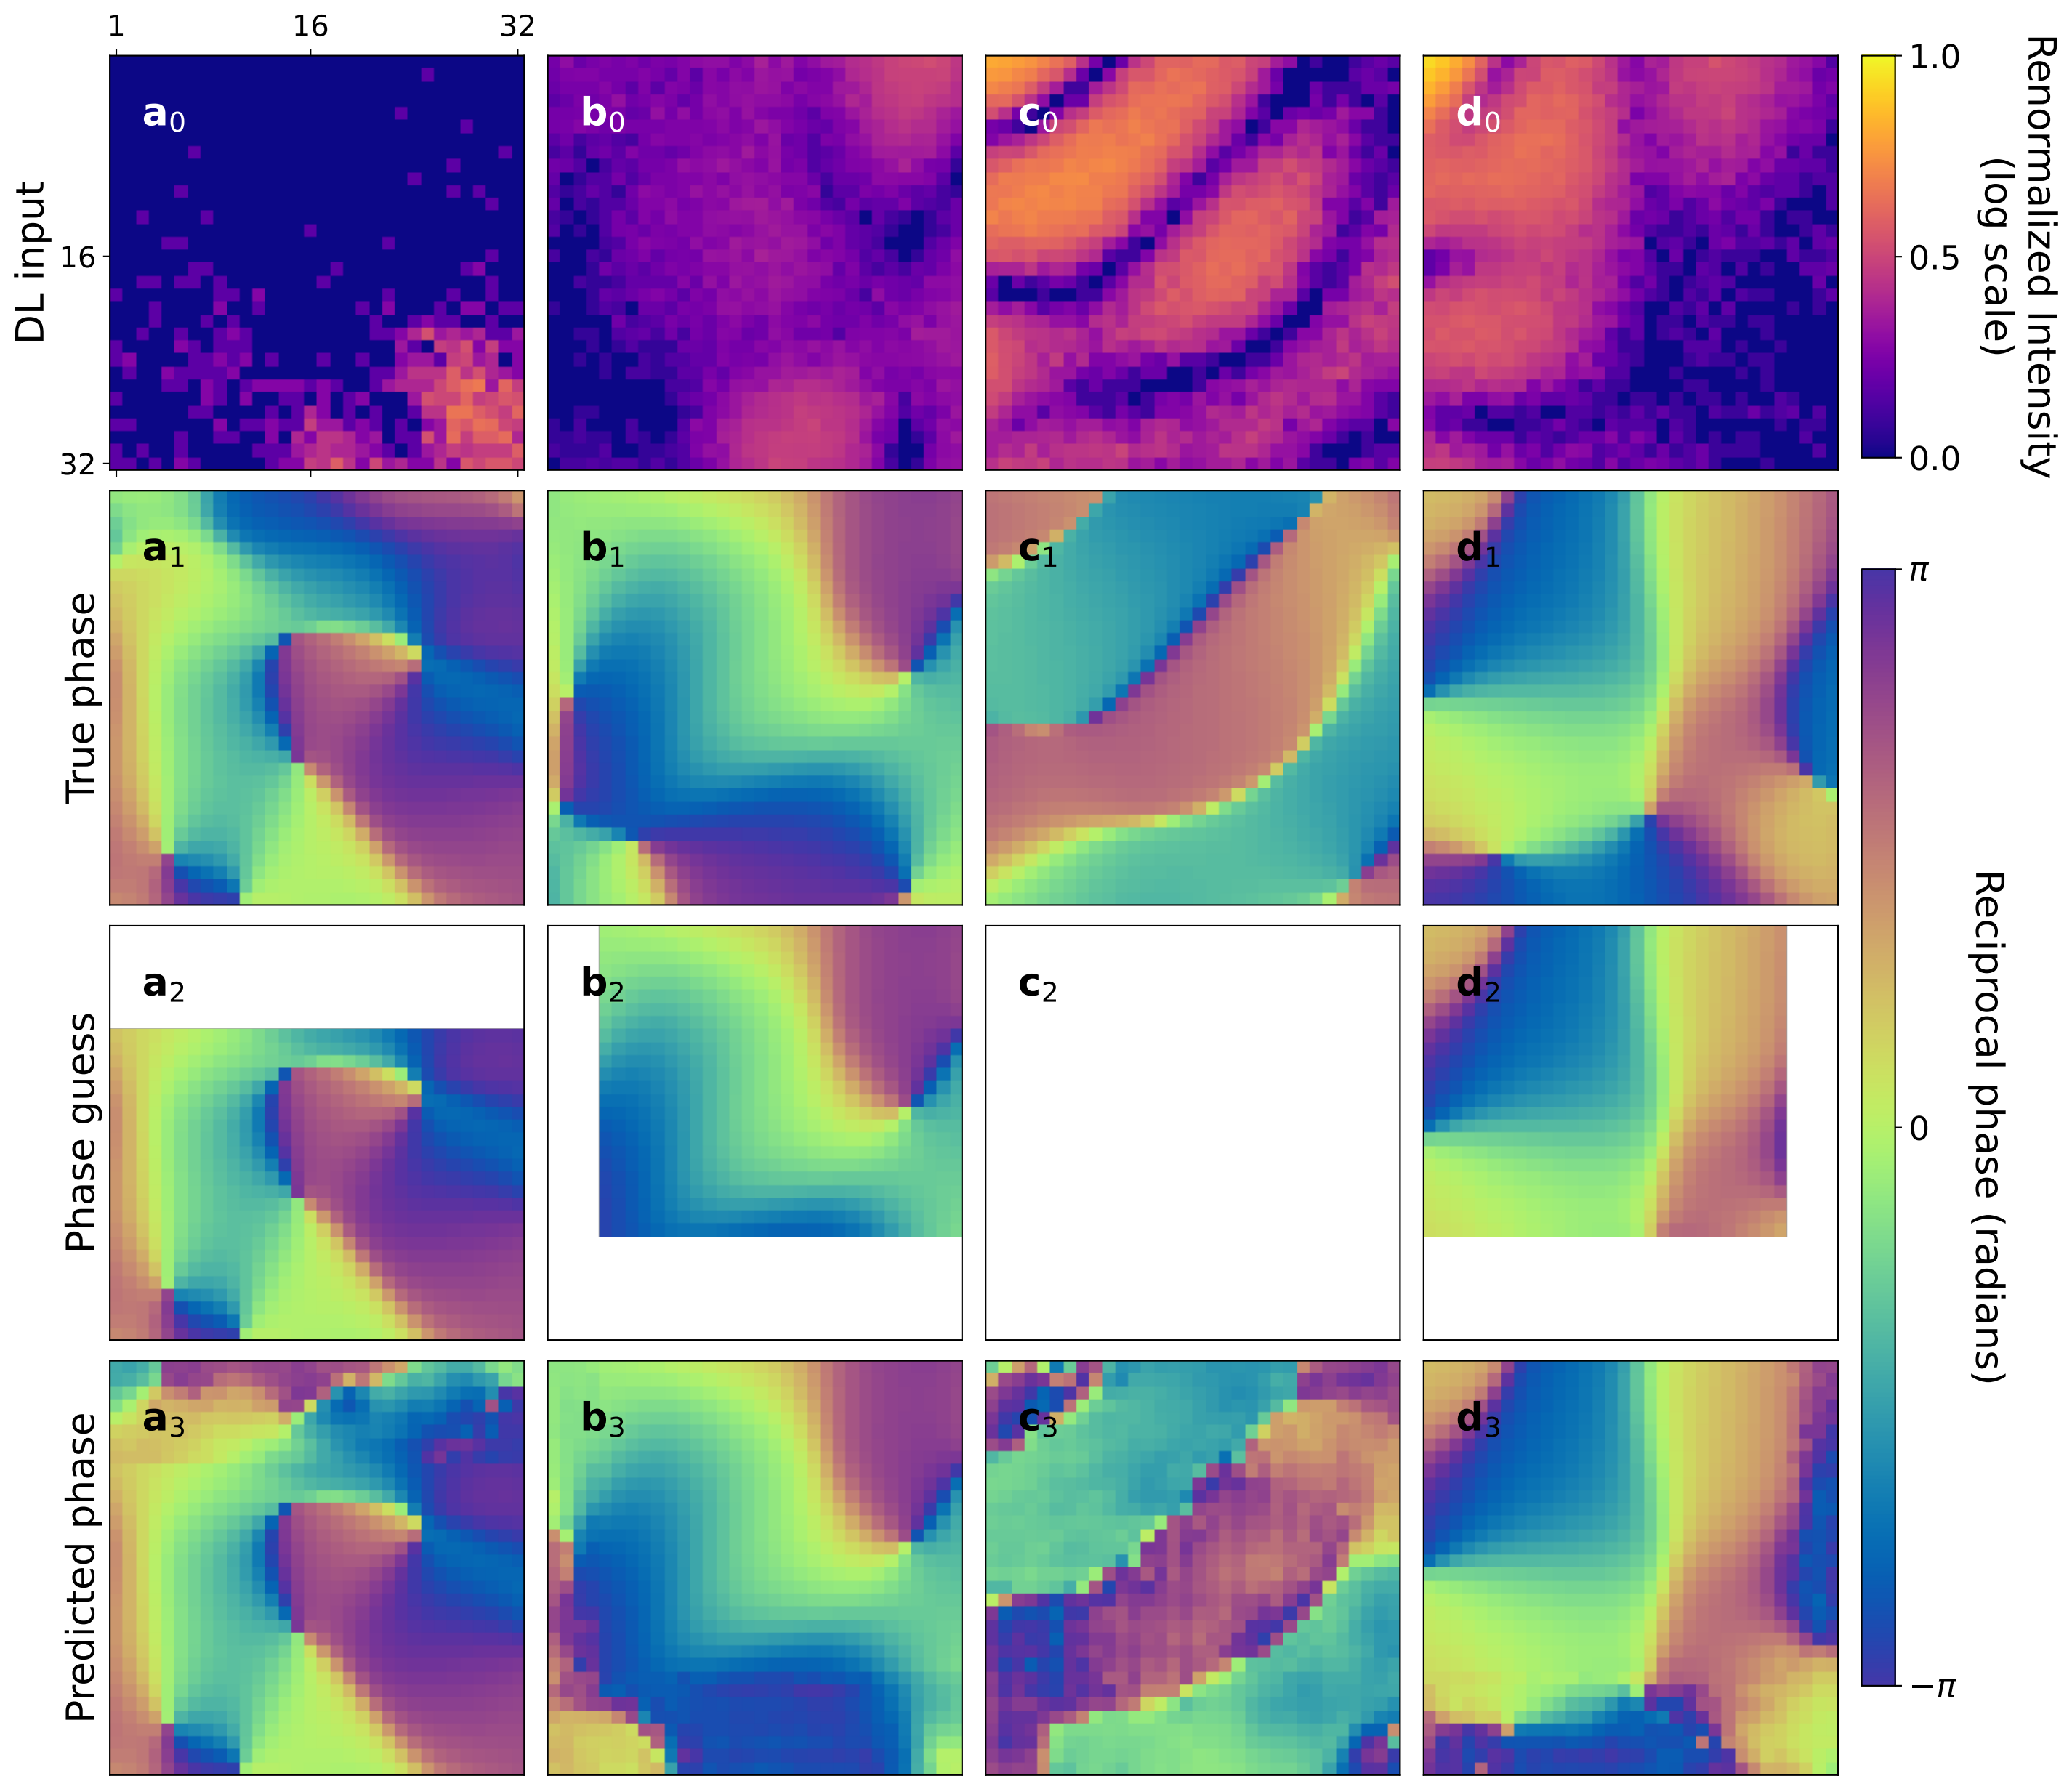 1 16 32
DL input
16
32
a0
b0
c0
d0
1.0
0.5
0.0
Renormalized Intensity
(log scale)
True phase
a1
b1
c1
d1
Phase guess
a2
b2
c2
d2
Predicted phase
a3
b3
c3
d3
π
0
−π
Reciprocal phase (radians)